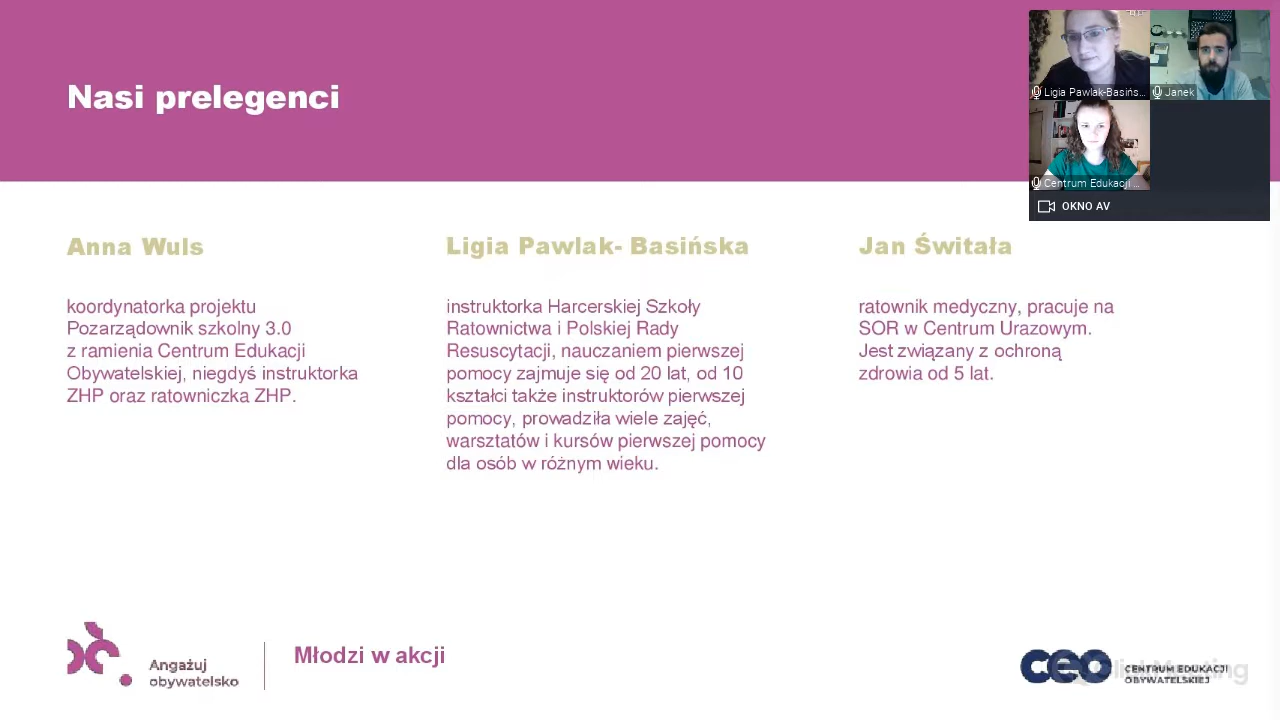 Nasi prelegenci
Ligia Pawlak-Basińs...
Janek
Centrum Edukacji ...
OKNO AV
Anna Wuls
koordynatorka projektu
Pozarządownik szkolny 3.0
z ramienia Centrum Edukacji
Obywatelskiej, niegdyś instruktorka
ZHP oraz ratowniczka ZHP.
Ligia Pawlak- Basińska
instruktorka Harcerskiej Szkoły
Ratownictwa i Polskiej Rady
Resuscytacji, nauczaniem pierwszej
pomocy zajmuje się od 20 lat, od 10
kształci także instruktorów pierwszej
pomocy, prowadziła wiele zajęć,
warsztatów i kursów pierwszej pomocy
dla osób w różnym wieku.
Jan Świtała
ratownik medyczny, pracuje na
SOR w Centrum Urazowym.
Jest związany z ochroną
zdrowia od 5 lat.
Angażuj
obywatelsko
Młodzi w akcji
ceo
CENTRUM EDUKACJI
OBYWATELSKIEJ
ClickMeeting